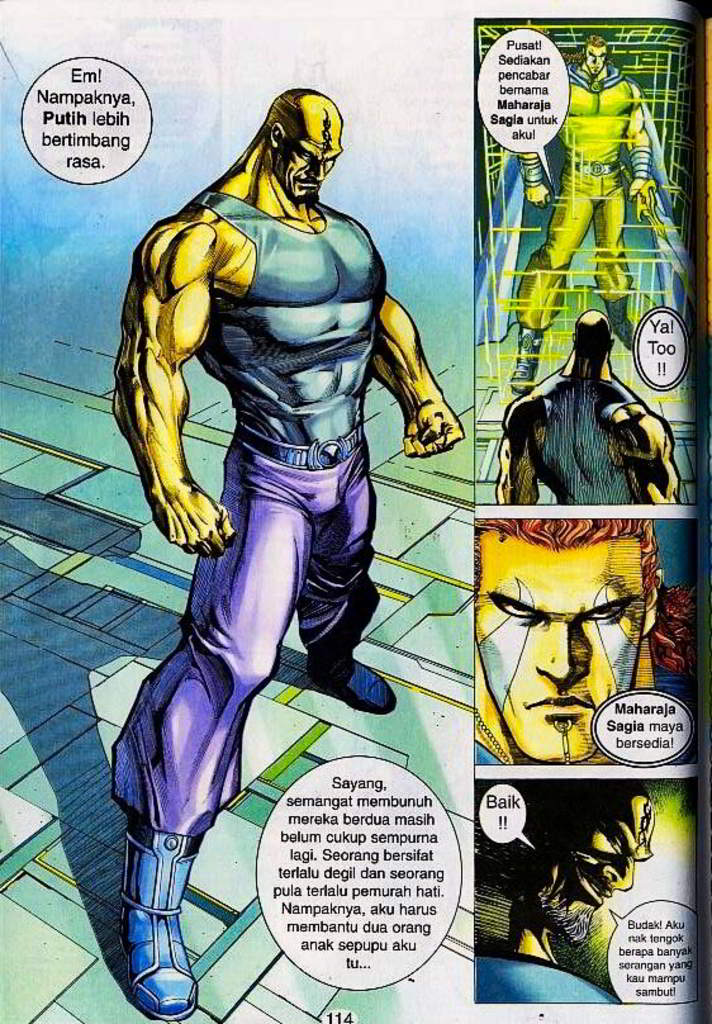 Em!
Nampaknya,
Putih lebih
bertimbang
rasa.
Sayang,
semangat membunuh
mereka berdua masih
belum cukup sempurna
lagi. Seorang bersifat
terlalu degil dan seorang
pula terlalu pemurah hati.
Nampaknya, aku harus
membantu dua orang
anak sepupu aku
tu...
Pusat!
Sediakan
pencabar
bernama
Maharaja
Sagia untuk
aku!
Ya!
Too
!!
Maharaja
Sagia maya
bersedia!
Baik
!!
Budak! Aku
nak tengok
berapa banyak
serangan yang
kau mampu
sambut!
114